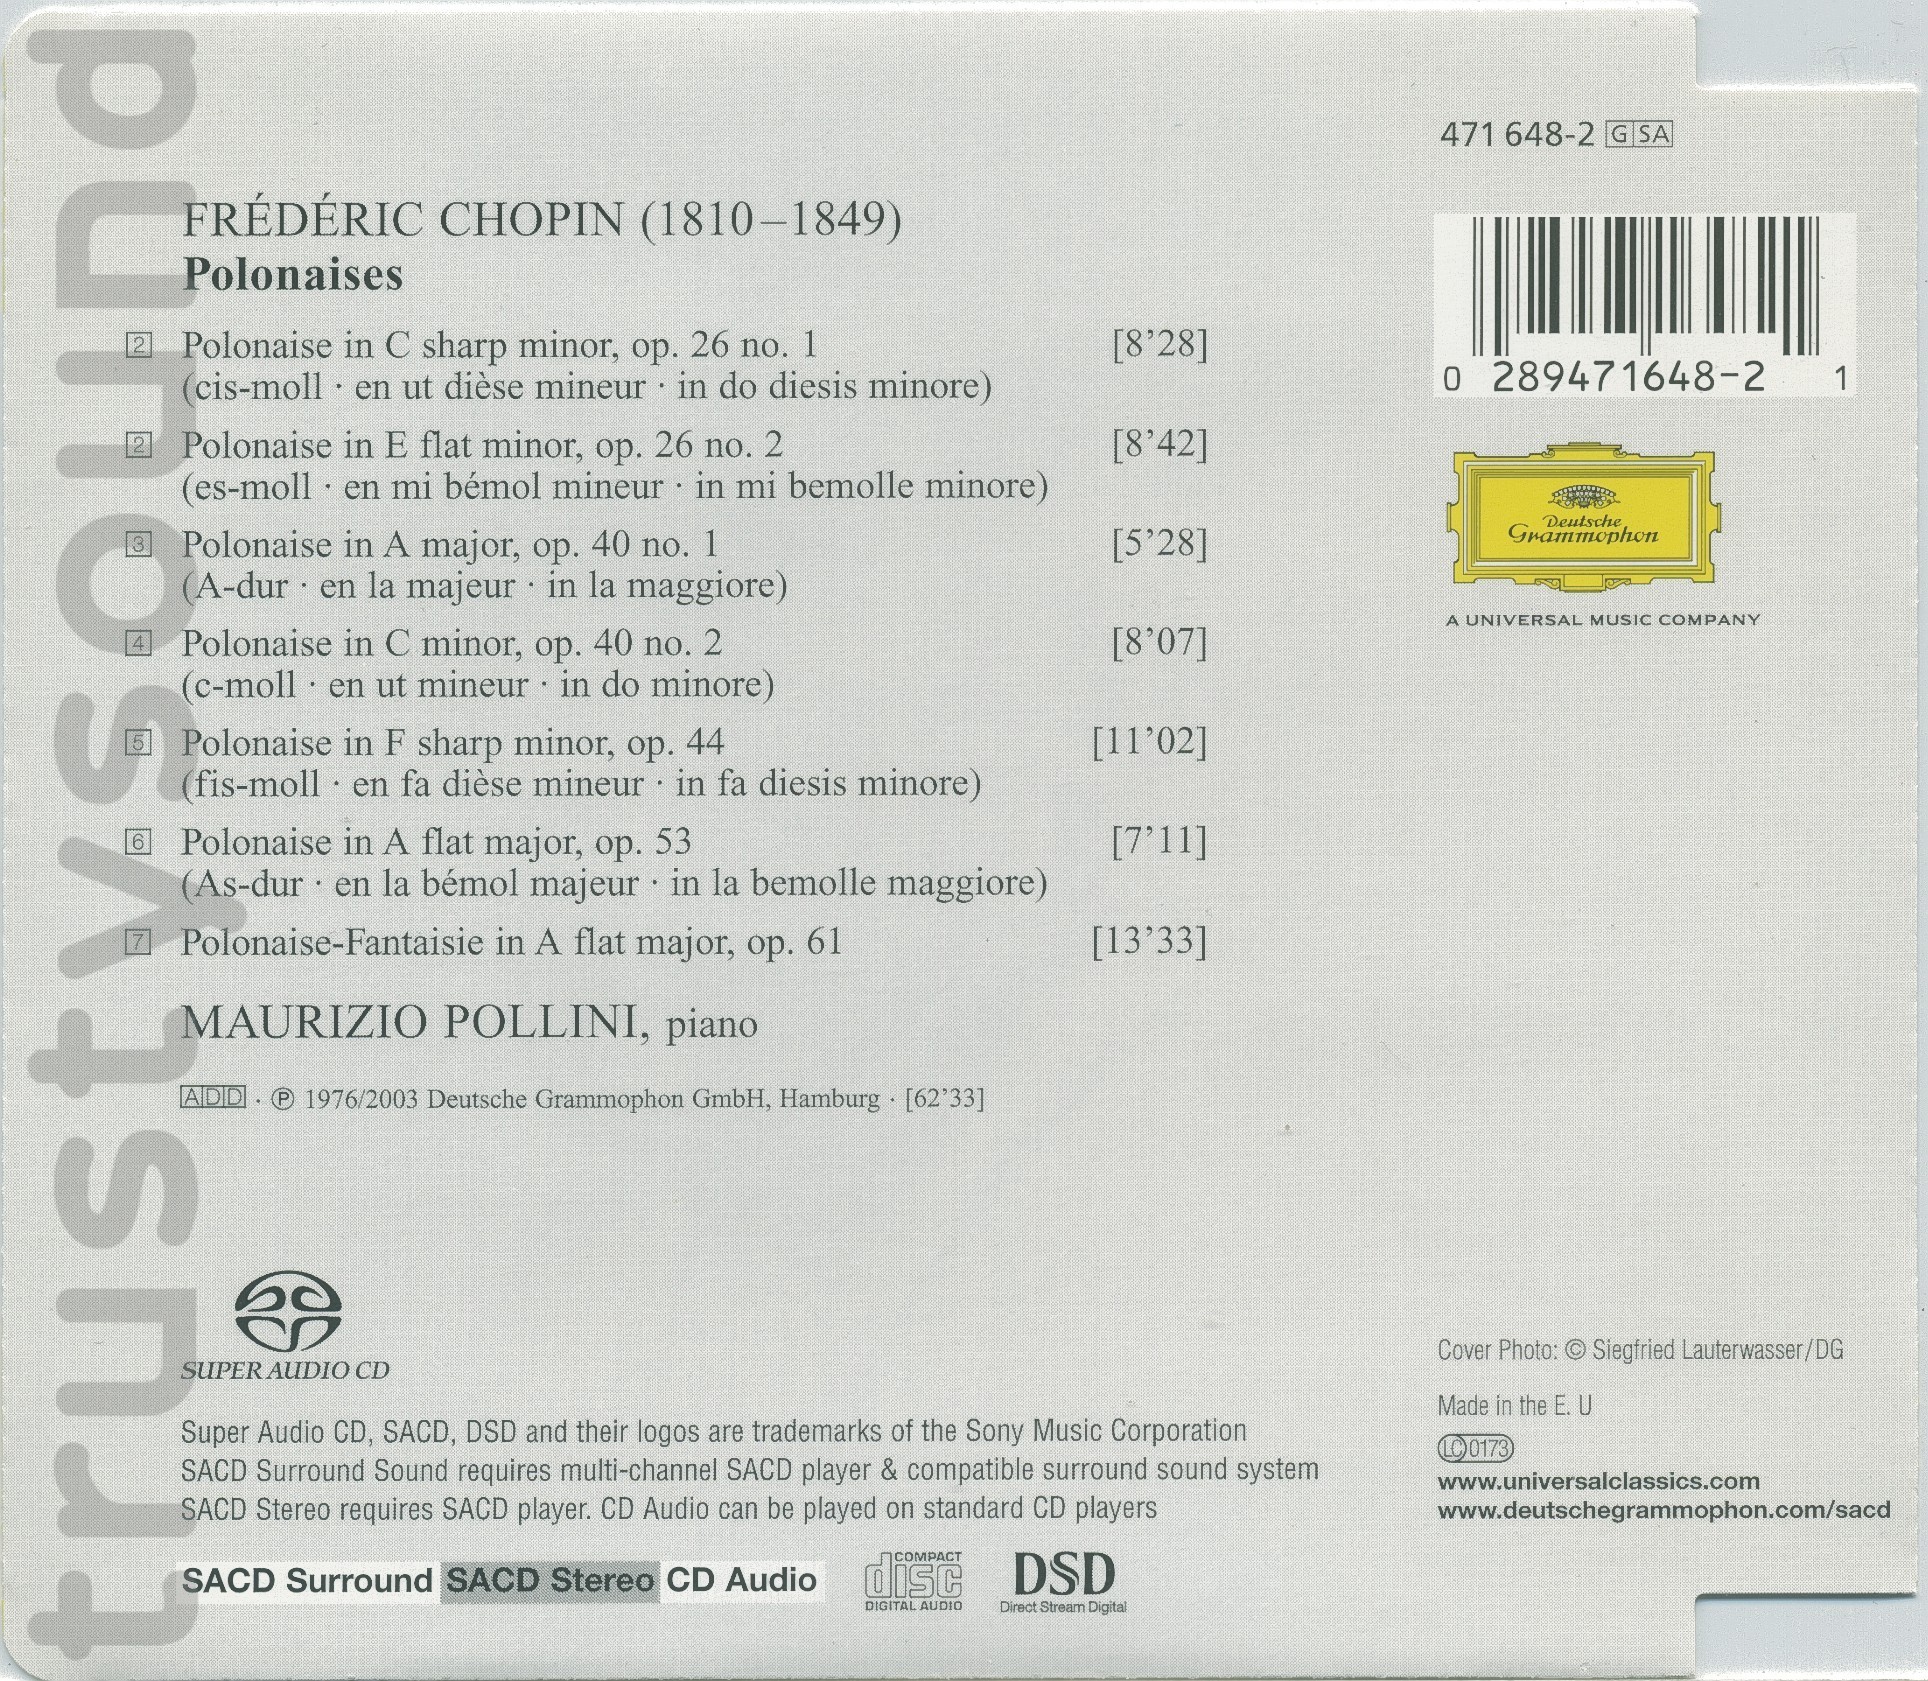 trustysound
471 648-2 G SA
FRÉDÉRIC CHOPIN (1810–1849)
Polonaises
2 Polonaise in C sharp minor, op. 26 no. 1 [8’28]
(cis-moll · en ut dièse mineur · in do diesis minore)
2 Polonaise in E flat minor, op. 26 no. 2 [8’42]
(es-moll · en mi bémol mineur · in mi bemolle minore)
3 Polonaise in A major, op. 40 no. 1 [5’28]
(A-dur · en la majeur · in la maggiore)
4 Polonaise in C minor, op. 40 no. 2 [8’07]
(c-moll · en ut mineur · in do minore)
5 Polonaise in F sharp minor, op. 44 [11’02]
(fis-moll · en fa dièse mineur · in fa diesis minore)
6 Polonaise in A flat major, op. 53 [7’11]
(As-dur · en la bémol majeur · in la bemolle maggiore)
7 Polonaise-Fantaisie in A flat major, op. 61 [13’33]
MAURIZIO POLLINI, piano
ADD · ℗ 1976/2003 Deutsche Grammophon GmbH, Hamburg · [62’33]
0 289471648-2 1
Deutsche
Grammophon
A UNIVERSAL MUSIC COMPANY
SUPER AUDIO CD
Super Audio CD, SACD, DSD and their logos are trademarks of the Sony Music Corporation
SACD Surround Sound requires multi-channel SACD player & compatible surround sound system
SACD Stereo requires SACD player. CD Audio can be played on standard CD players
SACD Surround SACD Stereo CD Audio
COMPACT
disc
DIGITAL AUDIO
DSD
Direct Stream Digital
Cover Photo: © Siegfried Lauterwasser/DG
Made in the E. U
LC 0173
www.universalclassics.com
www.deutschegrammophon.com/sacd